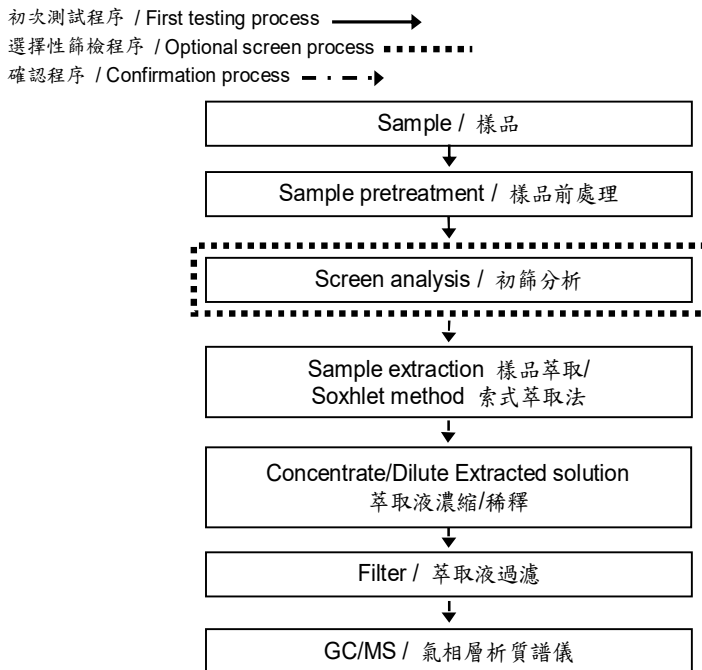 初次測試程序 / First testing process
選擇性篩檢程序 / Optional screen process
確認程序 / Confirmation process
Sample / 樣品
Sample pretreatment / 樣品前處理
Screen analysis / 初篩分析
Sample extraction 樣品萃取/
Soxhlet method 索式萃取法
Concentrate/Dilute Extracted solution
萃取液濃縮/稀釋
Filter / 萃取液過濾
GC/MS / 氣相層析質譜儀